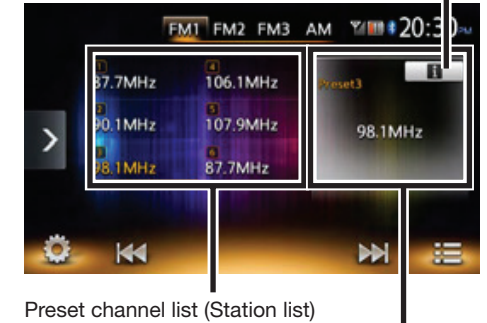 FM1 FM2 FM3 AM 20:30 PM
1 4
87.7MHz 106.1MHz
Preset3
2 5
90.1MHz 107.9MHz
98.1MHz
3 6
98.1MHz 87.7MHz
Preset channel list (Station list)